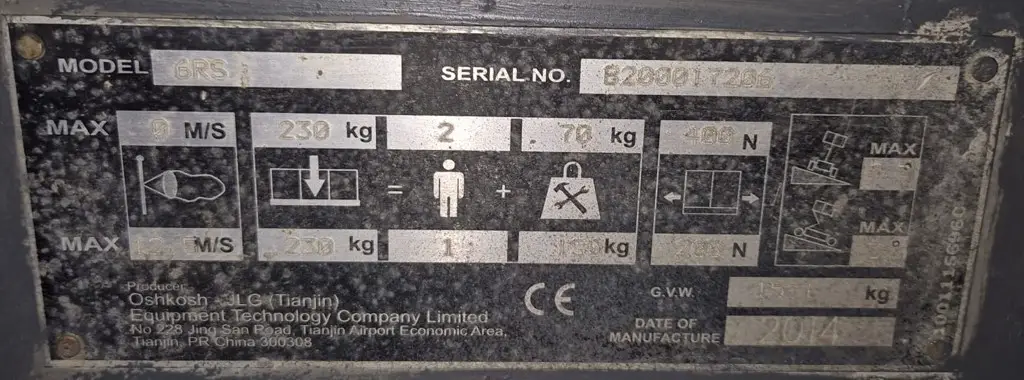 MODEL 6RS SERIAL NO. B200017206
MAX 0 M/S 230 kg 2 70 kg 400 N
MAX
= +
MAX M/S 230 kg 1 150 kg 200 N
MAX
Producer:
Oshkosh - JLG (Tianjin)
Equipment Technology Company Limited
No 228 Jing San Road, Tianjin Airport Economic Area,
Tianjin, PR China 300308
CE
G.V.W. kg
DATE OF
MANUFACTURE 2014